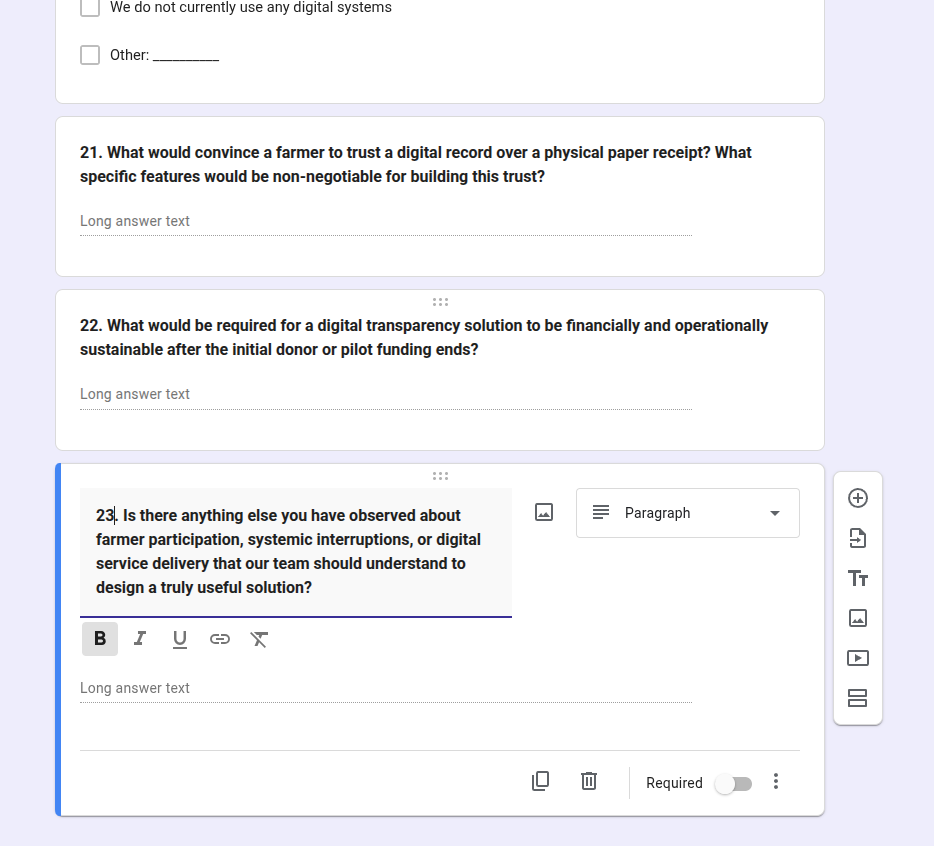 We do not currently use any digital systems
Other: __________
21. What would convince a farmer to trust a digital record over a physical paper receipt? What
specific features would be non-negotiable for building this trust?
Long answer text
22. What would be required for a digital transparency solution to be financially and operationally
sustainable after the initial donor or pilot funding ends?
Long answer text
23. Is there anything else you have observed about
farmer participation, systemic interruptions, or digital
service delivery that our team should understand to
design a truly useful solution?
Paragraph
B I U
Long answer text
Required
Tт